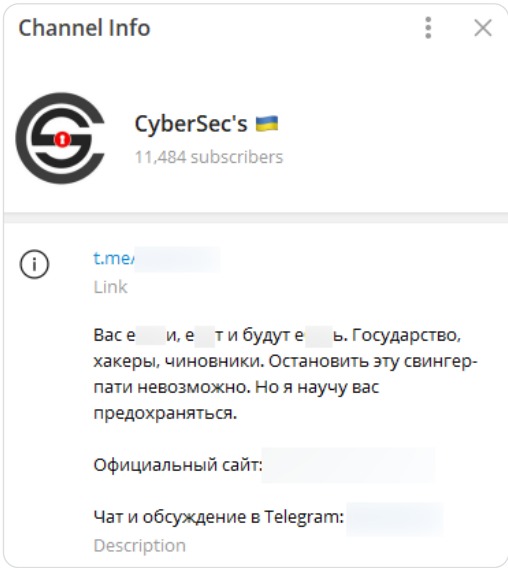 Channel Info
CyberSec's 🇺🇦
11,484 subscribers
t.me/
Link
Вас е и, е т и будут е ь. Государство,
хакеры, чиновники. Остановить эту свингер-
пати невозможно. Но я научу вас
предохраняться.
Официальный сайт:
Чат и обсуждение в Telegram:
Description